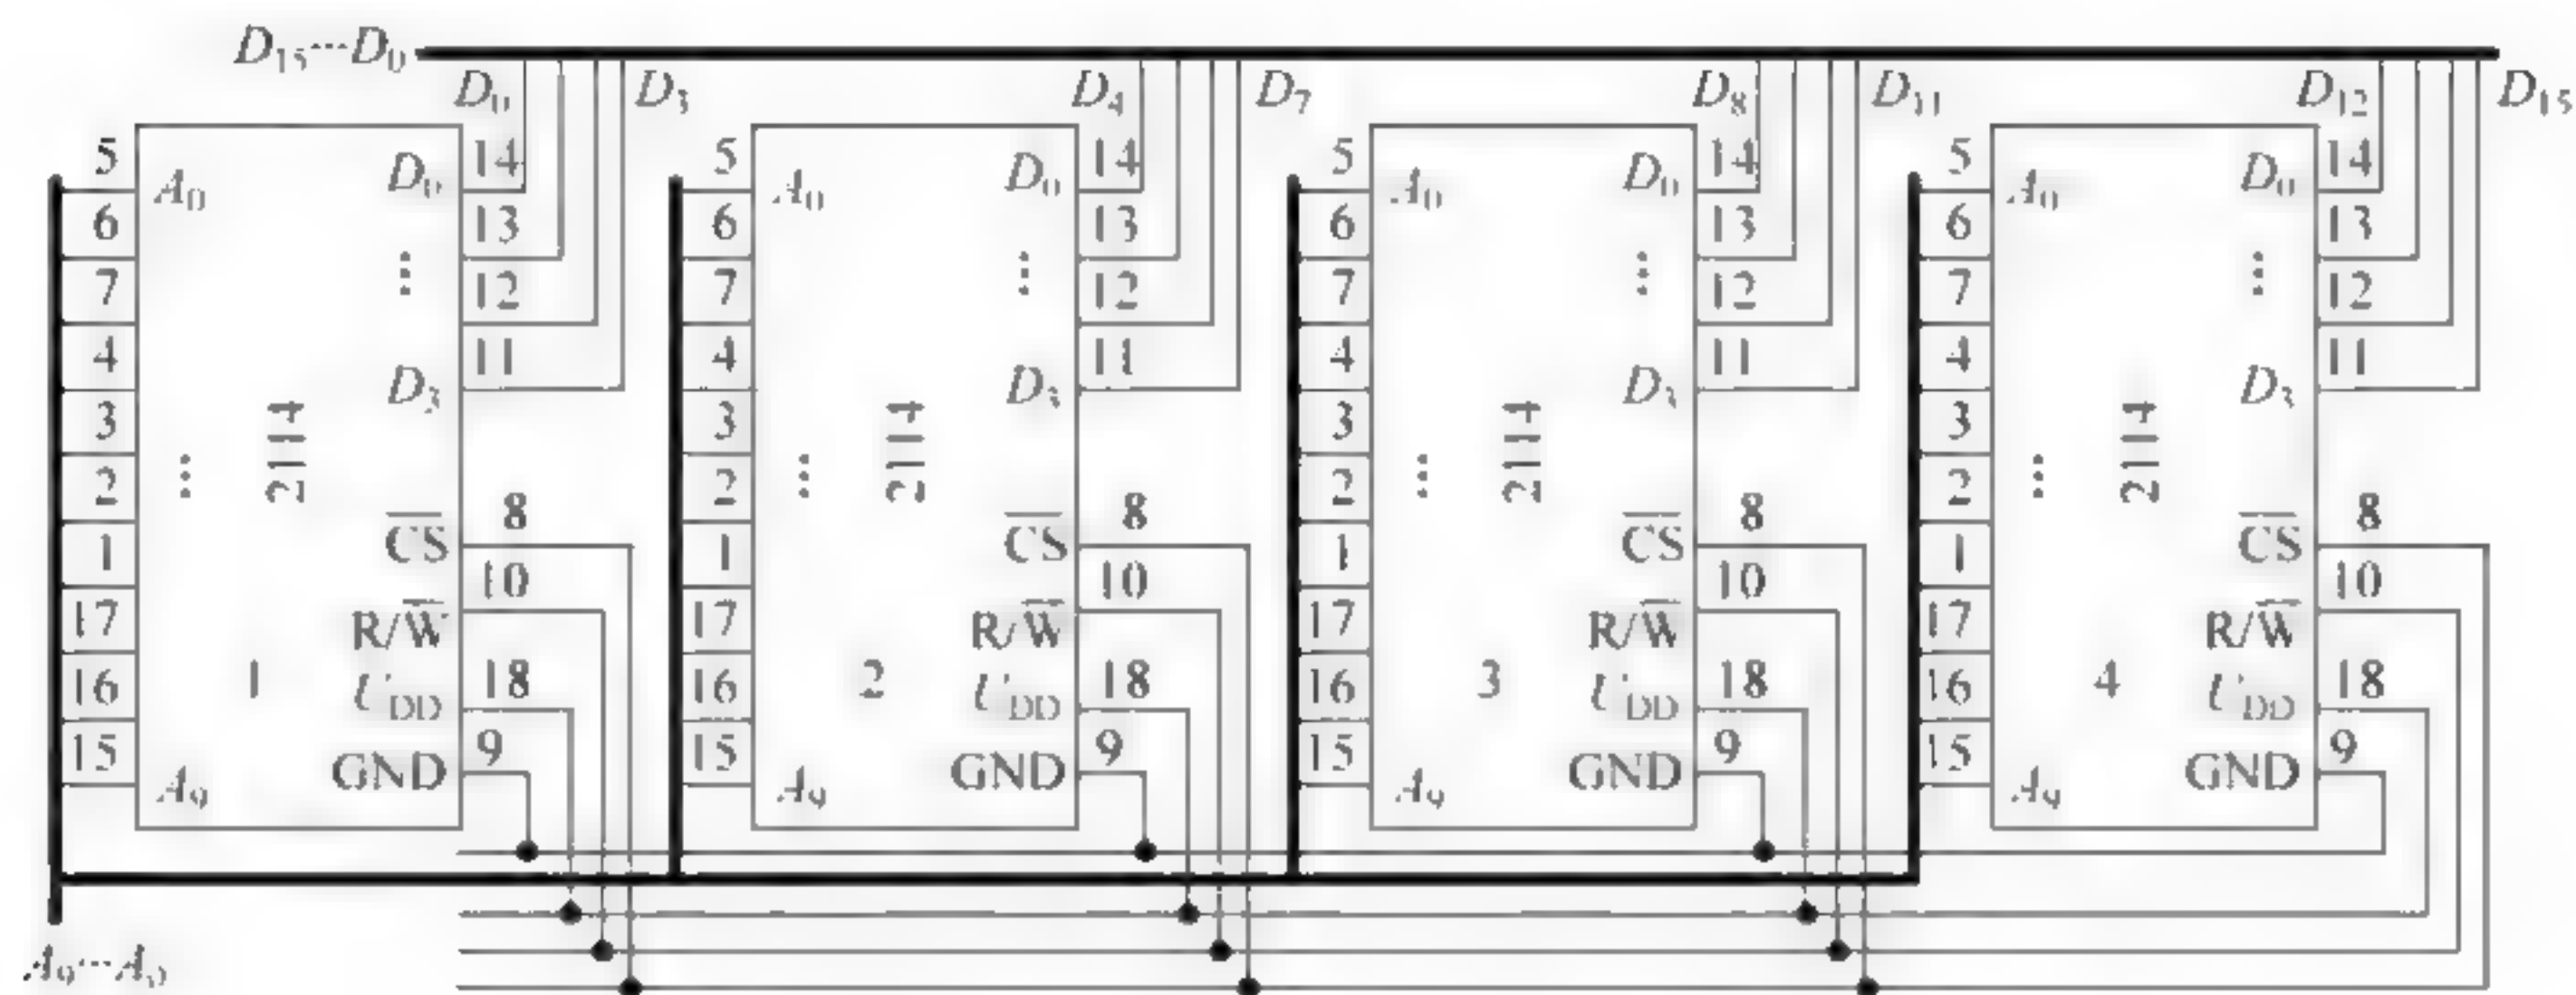 D15···D0
D0 D3 D4 D7 D8 D11 D12 D15
5 14 5 14 5 14 5 14
A0 D0 A0 D0 A0 D0 A0 D0
6 13 6 13 6 13 6 13
⋮ ⋮ ⋮ ⋮
7 12 7 12 7 12 7 12
4 11 4 11 4 11 4 11
D3 D3 D3 D3
3 3 3 3
2114 2114 2114 2114
⋮ ⋮ ⋮ ⋮
2 8 2 8 2 8 2 8
1 C̅S̅ 1 C̅S̅ 1 C̅S̅ 1 C̅S̅
10 10 10 10
17 R/W̅ 17 R/W̅ 17 R/W̅ 17 R/W̅
16 1 UDD 18 16 2 UDD 18 16 3 UDD 18 16 4 UDD 18
15 GND 9 15 GND 9 15 GND 9 15 GND 9
A9 A9 A9 A9
A9···A0